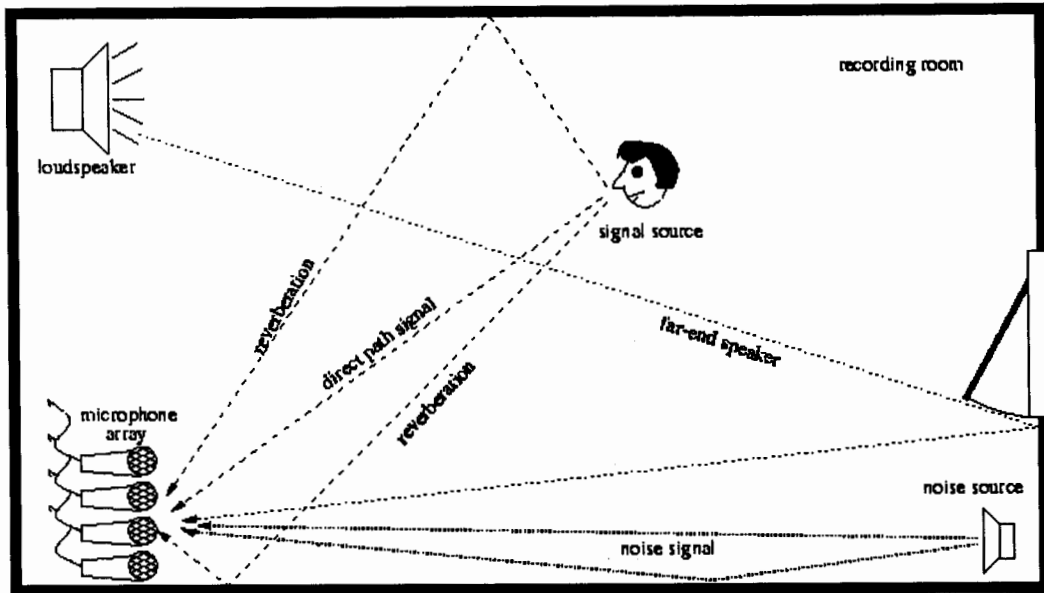 recording room
loudspeaker
signal source
reverberation
direct path signal
reverberation
far-end speaker
microphone
array
noise source
noise signal